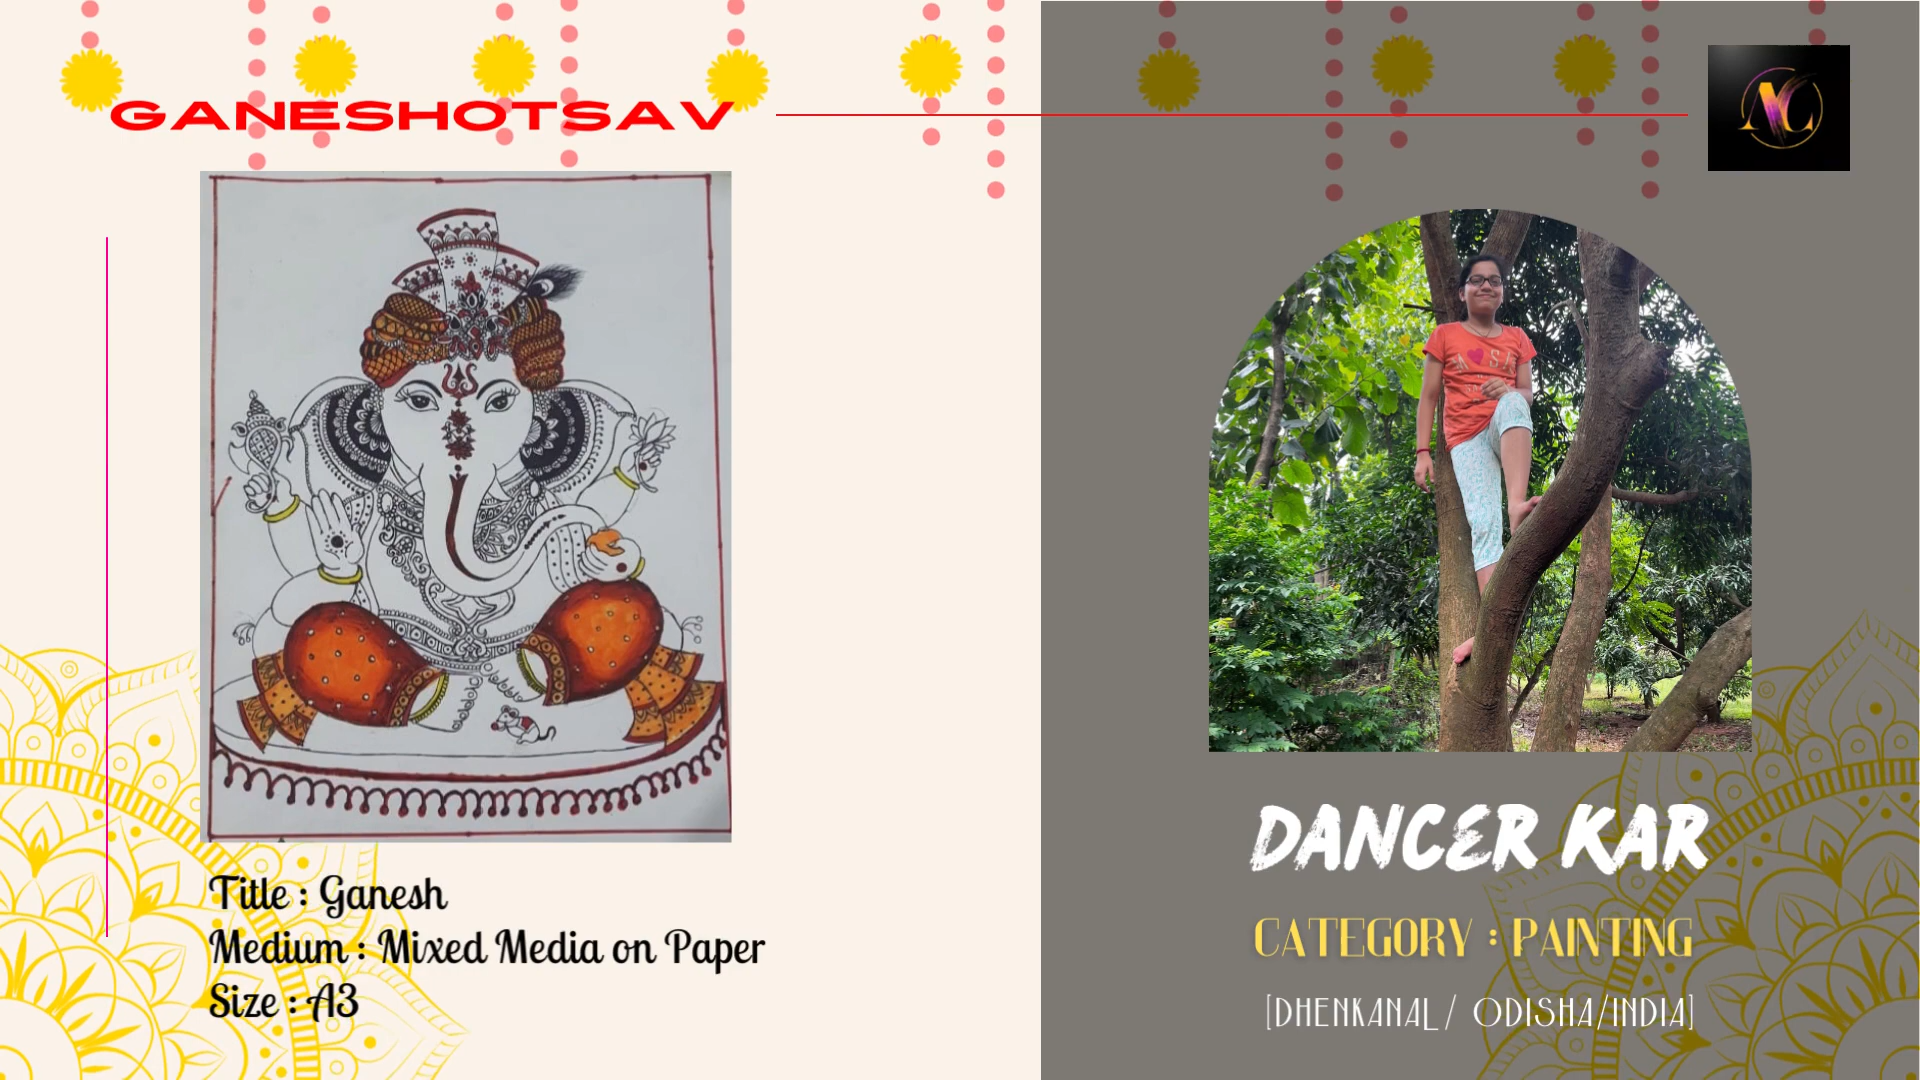 GANESHOTSAV
Title : Ganesh
Medium : Mixed Media on Paper
Size : A3
DANCER KAR
CATEGORY : PAINTING
[DHENKANAL / ODISHA/INDIA]